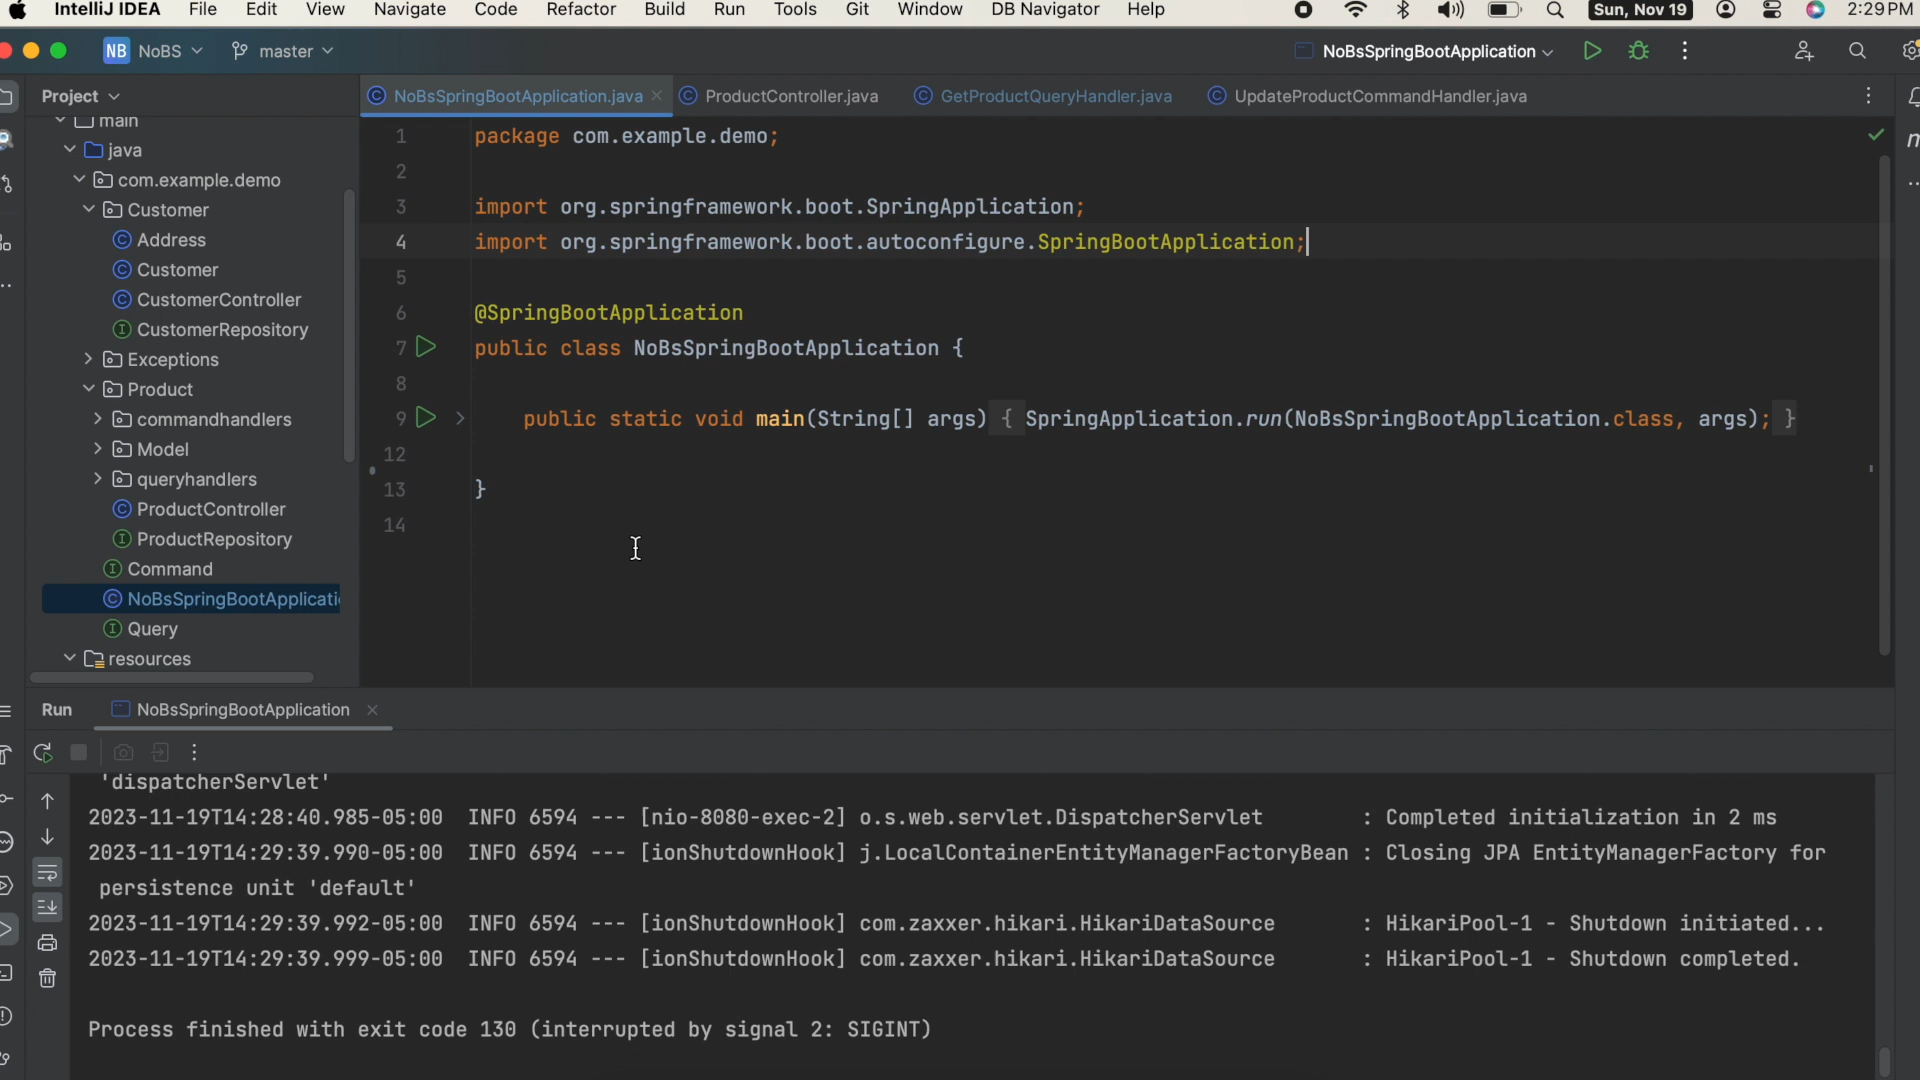 IntelliJ IDEA File Edit View Navigate Code Refactor Build Run Tools Git Window DB Navigator Help Sun, Nov 19 2:29 PM
NB NoBS master NoBsSpringBootApplication
Project NoBsSpringBootApplication.java ProductController.java GetProductQueryHandler.java UpdateProductCommandHandler.java
main
java
com.example.demo
Customer
Address
Customer
CustomerController
CustomerRepository
Exceptions
Product
commandhandlers
Model
queryhandlers
ProductController
ProductRepository
Command
NoBsSpringBootApplicati
Query
resources
1 package com.example.demo;
2
3 import org.springframework.boot.SpringApplication;
4 import org.springframework.boot.autoconfigure.SpringBootApplication;
5
6 @SpringBootApplication
7 public class NoBsSpringBootApplication {
8
9 public static void main(String[] args) { SpringApplication.run(NoBsSpringBootApplication.class, args); }
12
13 }
14
Run NoBsSpringBootApplication
'dispatcherServlet'
2023-11-19T14:28:40.985-05:00 INFO 6594 --- [nio-8080-exec-2] o.s.web.servlet.DispatcherServlet : Completed initialization in 2 ms
2023-11-19T14:29:39.990-05:00 INFO 6594 --- [ionShutdownHook] j.LocalContainerEntityManagerFactoryBean : Closing JPA EntityManagerFactory for
persistence unit 'default'
2023-11-19T14:29:39.992-05:00 INFO 6594 --- [ionShutdownHook] com.zaxxer.hikari.HikariDataSource : HikariPool-1 - Shutdown initiated...
2023-11-19T14:29:39.999-05:00 INFO 6594 --- [ionShutdownHook] com.zaxxer.hikari.HikariDataSource : HikariPool-1 - Shutdown completed.
Process finished with exit code 130 (interrupted by signal 2: SIGINT)